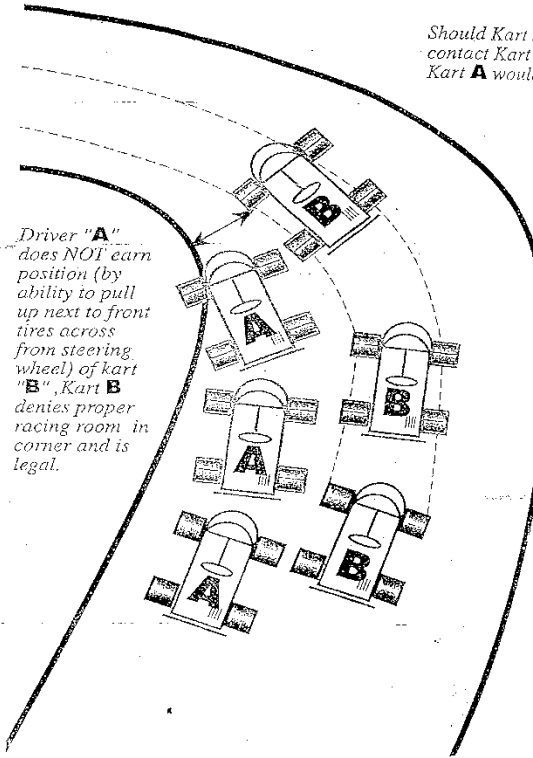 Should Kart
contact Kart
Kart A would
Driver "A"
does NOT earn
position (by
ability to pull
up next to front
tires across
from steering
wheel) of kart
"B", Kart B
denies proper
racing room in
corner and is
legal.
B
A
B
A
B
A